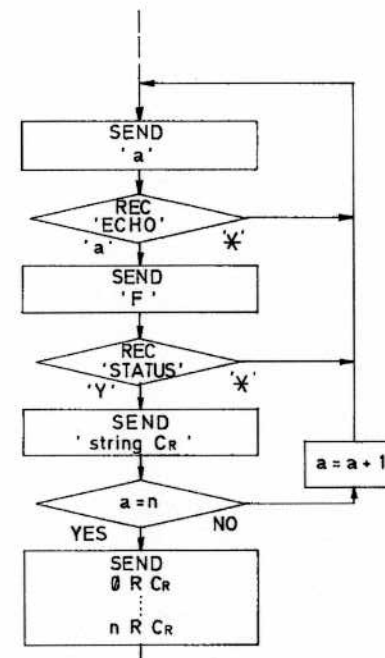 SEND
'a'
REC
'ECHO'
'a'
'*'
SEND
'F'
REC
'STATUS'
'Y'
'*'
SEND
'string CR'
a = a + 1
a = n
YES
NO
SEND
Ø R CR
n R CR